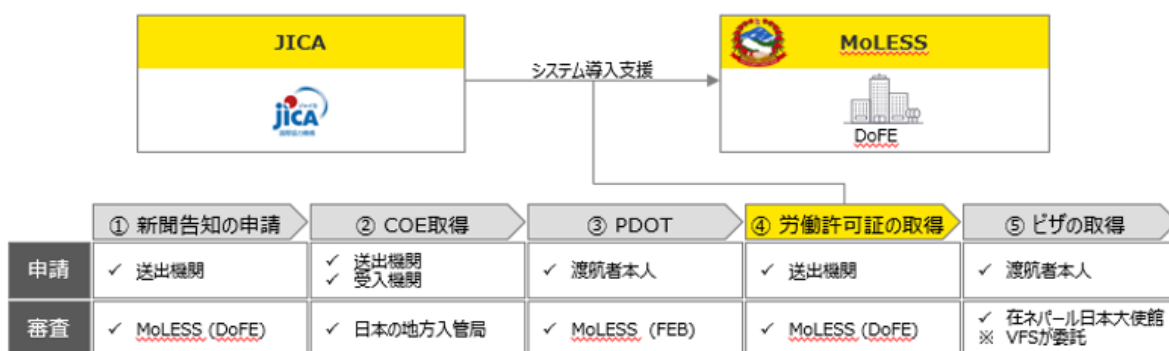 JICA
MoLESS
システム導入支援
jICA
DoFE
① 新聞告知の申請
② COE取得
③ PDOT
④ 労働許可証の取得
⑤ ビザの取得
申請
✓ 送出機関
✓ 送出機関
✓ 受入機関
✓ 渡航者本人
✓ 送出機関
✓ 渡航者本人
審査
✓ MoLESS (DoFE)
✓ 日本の地方入管局
✓ MoLESS (FEB)
✓ MoLESS (DoFE)
✓ 在ネパール日本大使館
※ VFSが委託